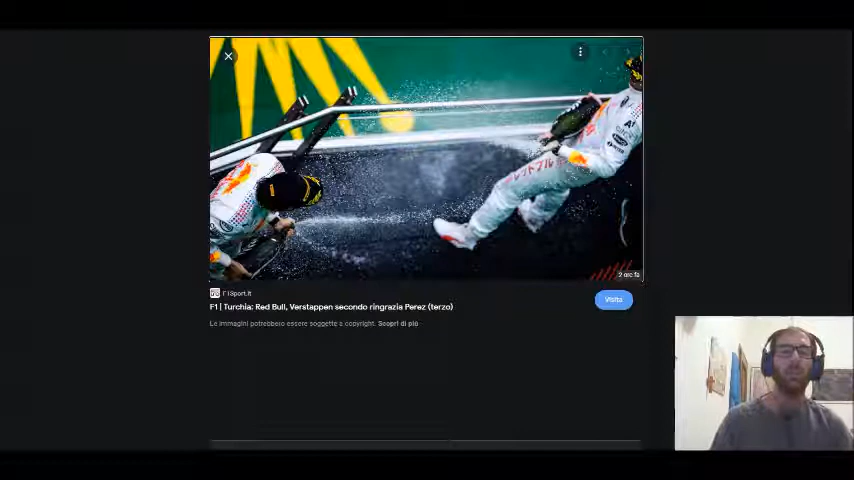 2 ore fa
F1Sport.it
F1 | Turchia: Red Bull, Verstappen secondo ringrazia Perez (terzo)
Visita
Le immagini potrebbero essere soggette a copyright. Scopri di più